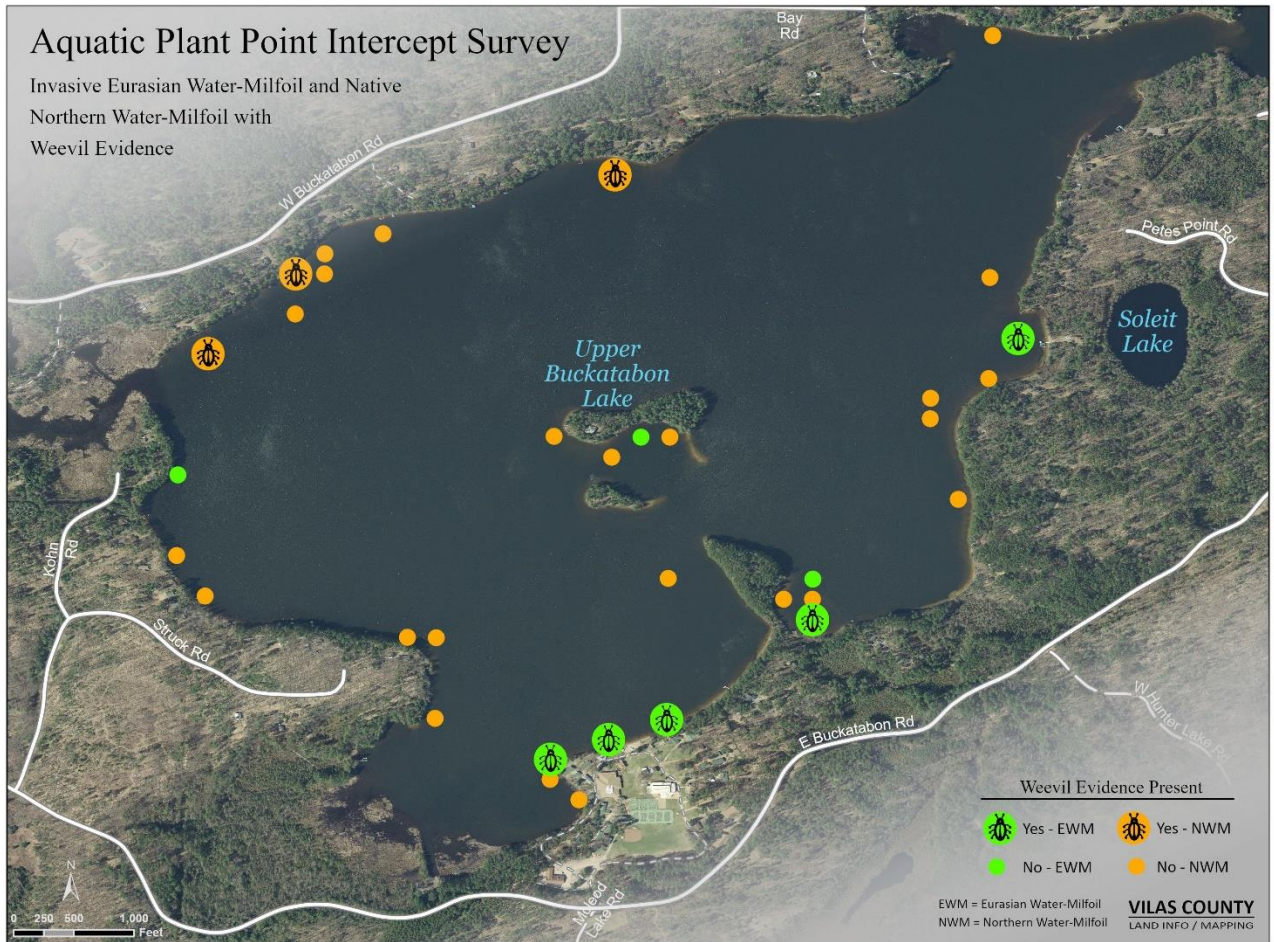 Aquatic Plant Point Intercept Survey
Invasive Eurasian Water-Milfoil and Native
Northern Water-Milfoil with
Weevil Evidence
Bay
Rd
W Buckatabon Rd
Petes Point Rd
Soleit
Lake
Upper
Buckatabon
Lake
Kohn
Rd
Struck Rd
E Buckatabon Rd
W Hunter Lake Rd
McLeod
Lake Rd
Weevil Evidence Present
Yes - EWM
Yes - NWM
No - EWM
No - NWM
EWM = Eurasian Water-Milfoil
NWM = Northern Water-Milfoil
VILAS COUNTY
LAND INFO / MAPPING
N
0 250 500 1,000
Feet